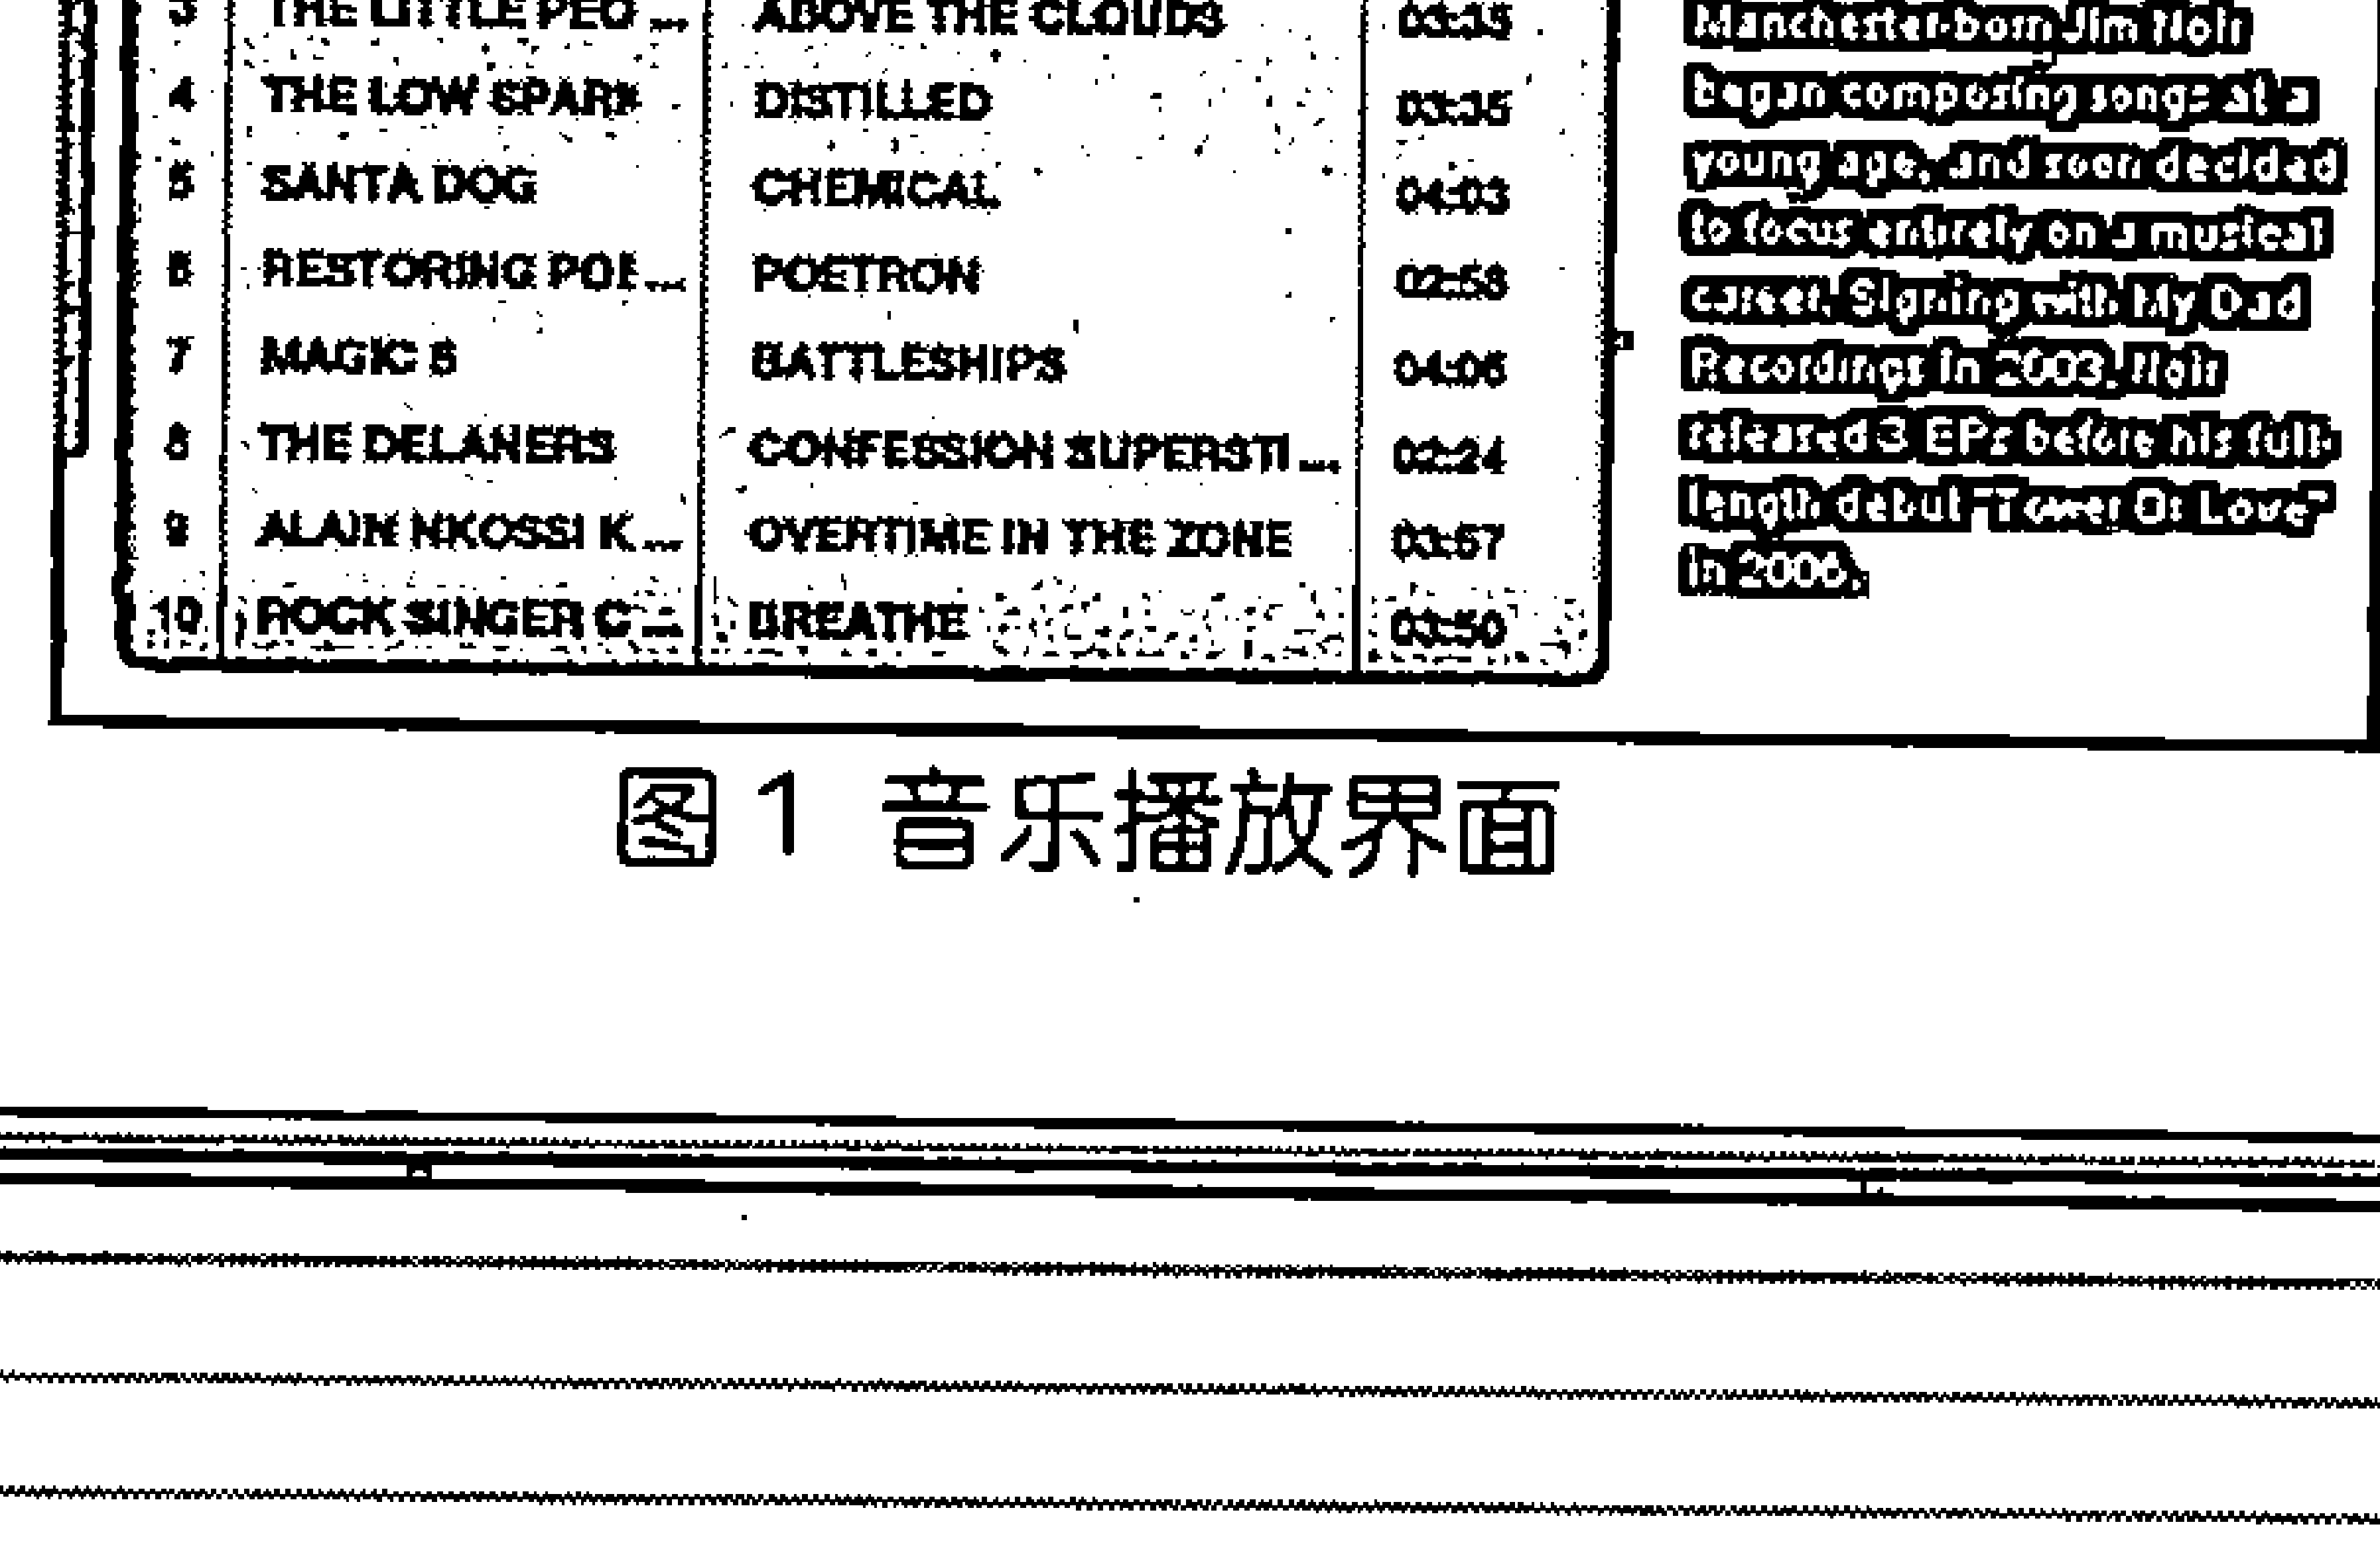 3 THE LITTLE PEO ... ABOVE THE CLOUDS 03:35
4 THE LOW SPARK DISTILLED 03:35
5 SANTA DOG CHEMICAL 04:03
6 RESTORING POE ... POETRON 02:53
7 MAGIC 8 BATTLESHIPS 04:06
8 THE DELANERS CONFESSION SUPERSTI ... 02:24
9 ALAIN NKOSSI K ... OVERTIME IN THE ZONE 03:57
10 ROCK SINGER C ... BREATHE 03:50
Manchester-born Jim Noir
began composing songs at a
young age, and soon decided
to focus entirely on a musical
career. Signing with My Dad
Recordings in 2003, Noir
released 3 EPs before his full-
length debut "Tower Of Love"
in 2006.
图1 音乐播放界面